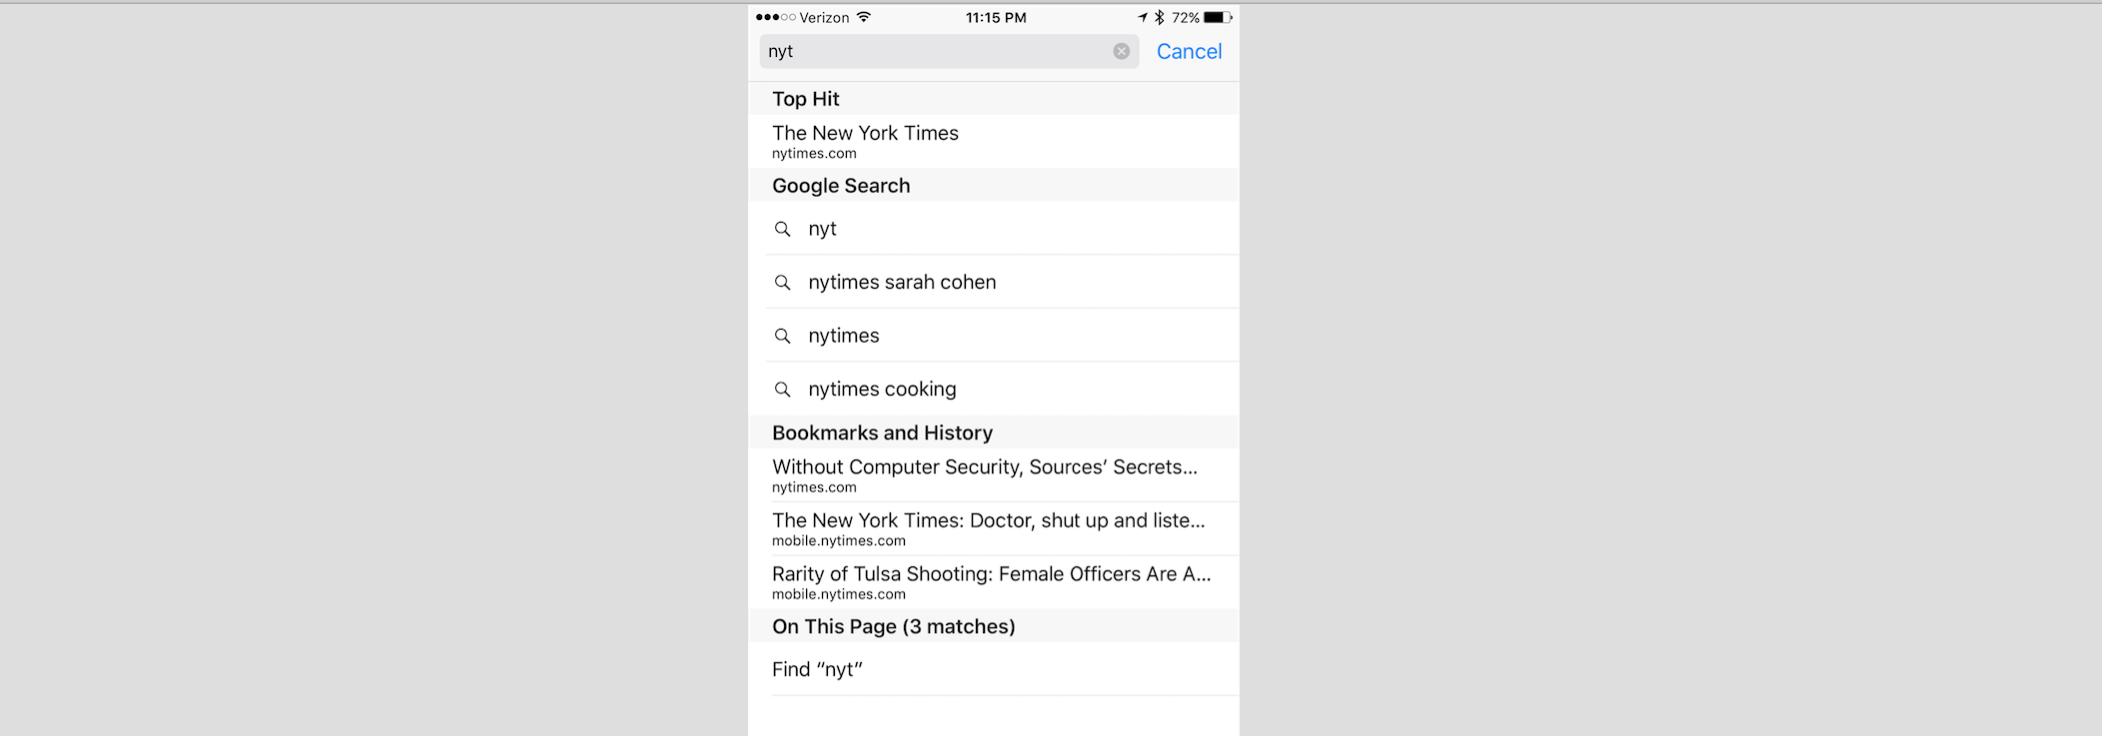 Verizon 11:15 PM 72%
nyt Cancel
Top Hit
The New York Times
nytimes.com
Google Search
nyt
nytimes sarah cohen
nytimes
nytimes cooking
Bookmarks and History
Without Computer Security, Sources’ Secrets...
nytimes.com
The New York Times: Doctor, shut up and liste...
mobile.nytimes.com
Rarity of Tulsa Shooting: Female Officers Are A...
mobile.nytimes.com
On This Page (3 matches)
Find “nyt”